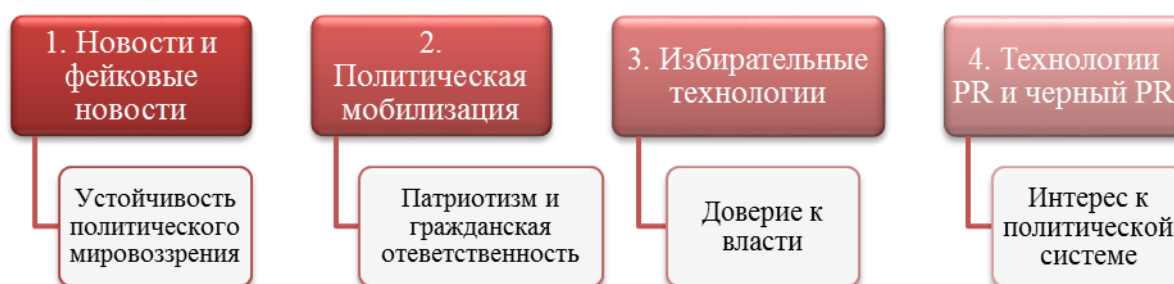 1. Новости и
фейковые
новости
Устойчивость
политического
мировоззрения
2.
Политическая
мобилизация
Патриотизм и
гражданская
отеветственность
3. Избирательные
технологии
Доверие к
власти
4. Технологии
PR и черный PR
Интерес к
политической
системе